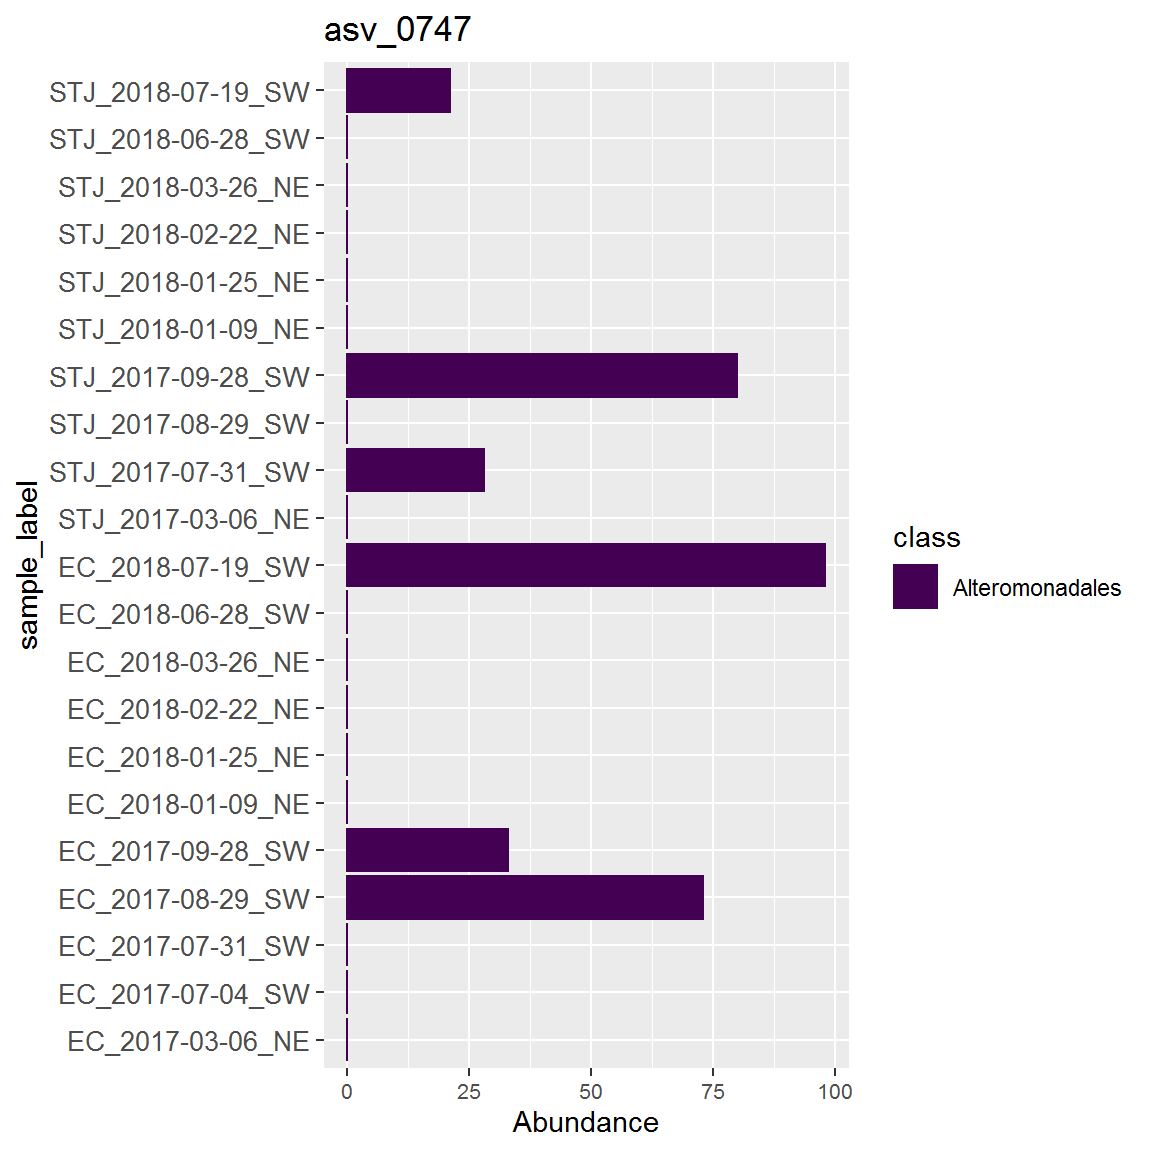 asv_0747
STJ_2018-07-19_SW
STJ_2018-06-28_SW
STJ_2018-03-26_NE
STJ_2018-02-22_NE
STJ_2018-01-25_NE
STJ_2018-01-09_NE
STJ_2017-09-28_SW
STJ_2017-08-29_SW
STJ_2017-07-31_SW
STJ_2017-03-06_NE
EC_2018-07-19_SW
EC_2018-06-28_SW
EC_2018-03-26_NE
EC_2018-02-22_NE
EC_2018-01-25_NE
EC_2018-01-09_NE
EC_2017-09-28_SW
EC_2017-08-29_SW
EC_2017-07-31_SW
EC_2017-07-04_SW
EC_2017-03-06_NE
sample_label
0 25 50 75 100
Abundance
class
Alteromonadales